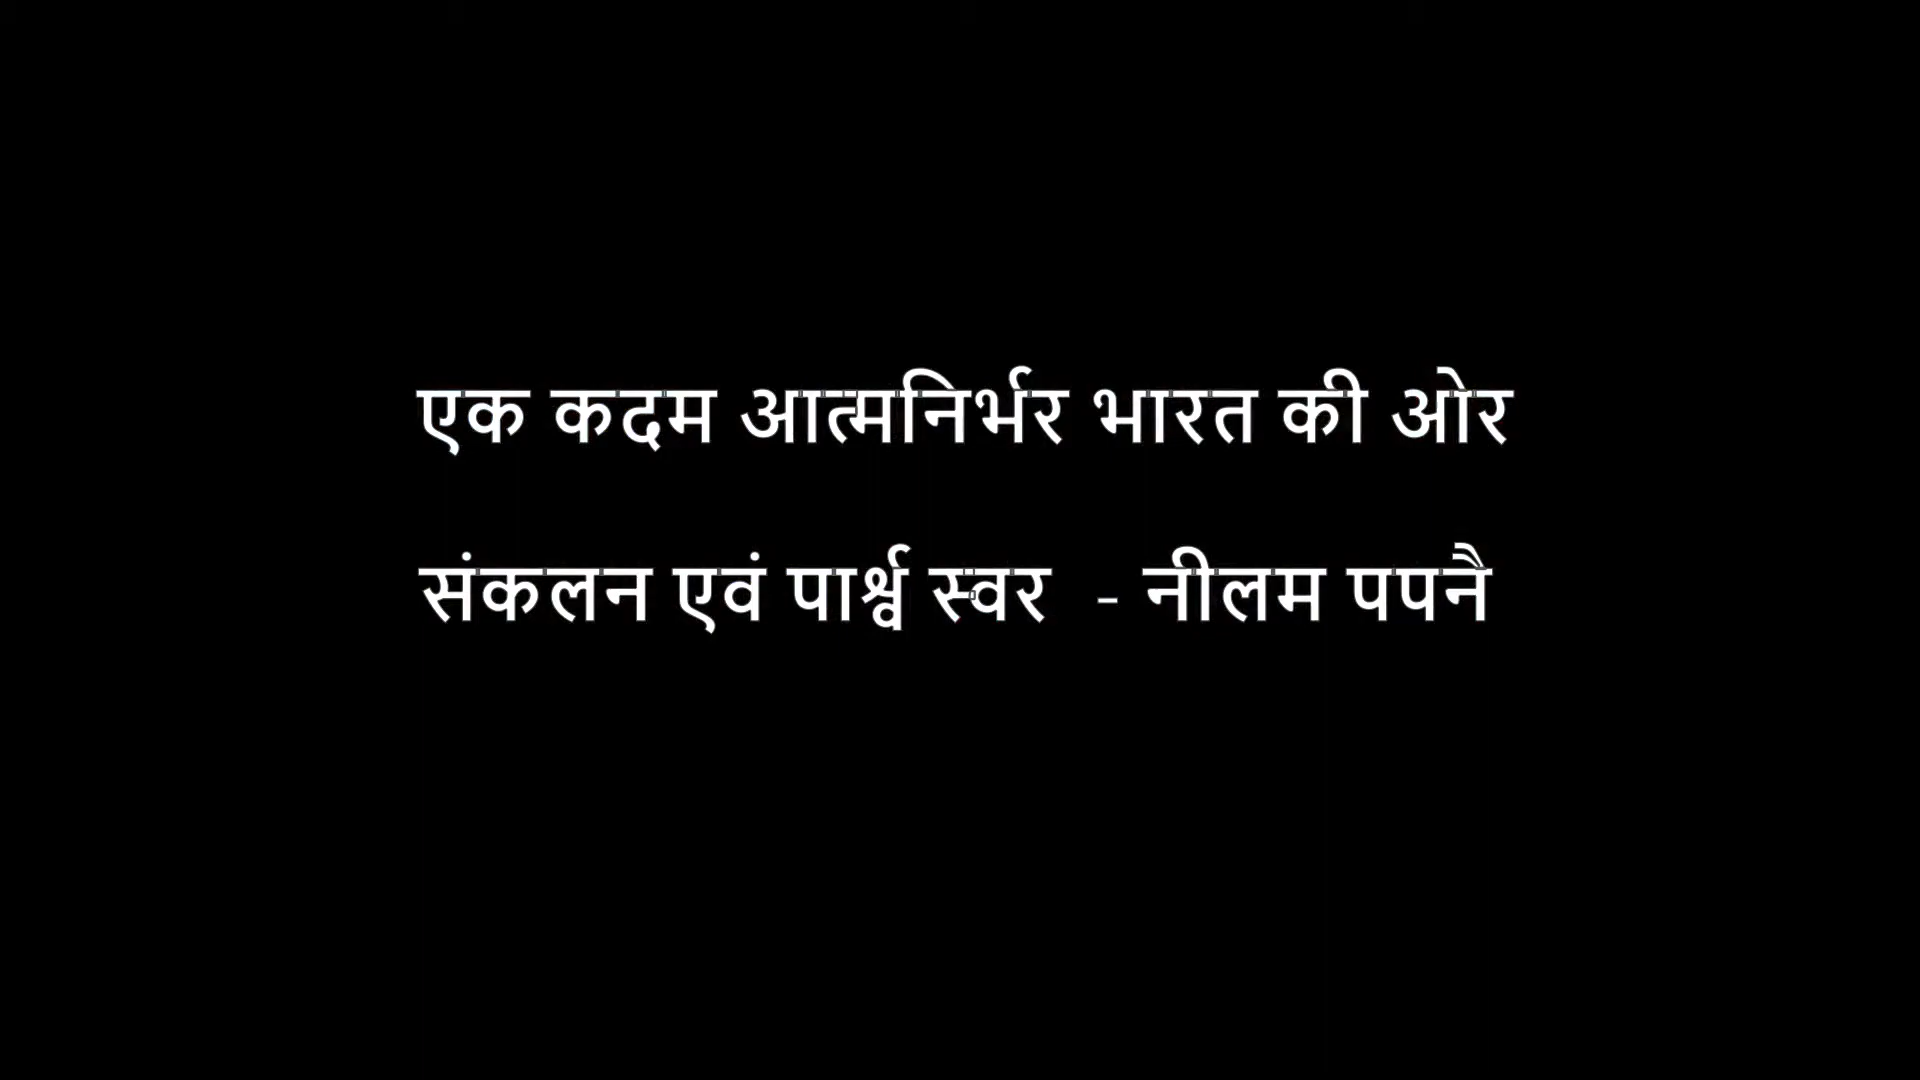 एक कदम आत्मनिर्भर भारत की ओर
संकलन एवं पार्श्व स्वर - नीलम पपनै